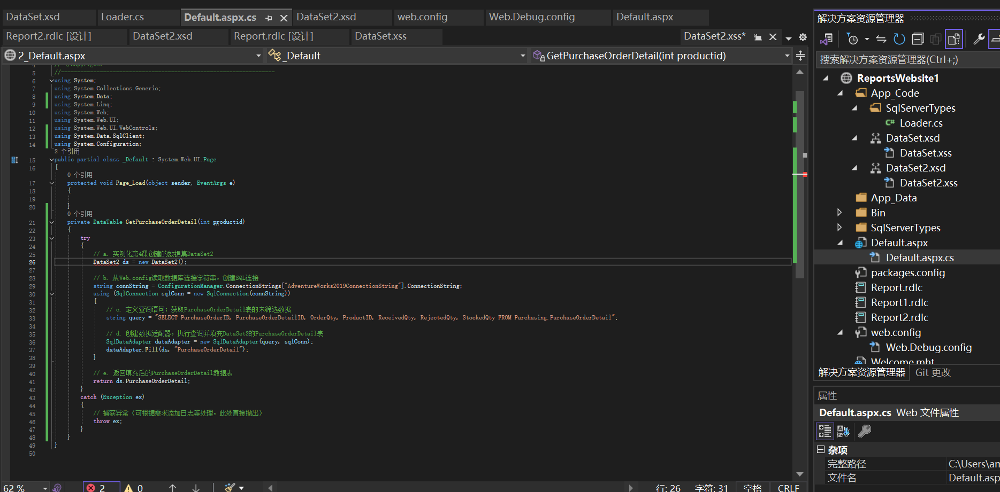 DataSet.xsd
Loader.cs
Default.aspx.cs
DataSet2.xsd
web.config
Web.Debug.config
Default.aspx
Report2.rdlc [设计]
DataSet2.xsd
Report.rdlc [设计]
DataSet.xss
DataSet2.xss*
2_Default.aspx
_Default
GetPurchaseOrderDetail(int productid)
4 // </copyright>
5 //------------------------------------------------------------------
6 using System;
7 using System.Collections.Generic;
8 using System.Data;
9 using System.Linq;
10 using System.Web;
11 using System.Web.UI;
12 using System.Web.UI.WebControls;
13 using System.Data.SqlClient;
14 using System.Configuration;
2 个引用
15 public partial class _Default : System.Web.UI.Page
16 {
0 个引用
17 protected void Page_Load(object sender, EventArgs e)
18 {
19
20 }
0 个引用
21 private DataTable GetPurchaseOrderDetail(int productid)
22 {
23 try
24 {
25 // a. 实例化第4课创建的数据集DataSet2
26 DataSet2 ds = new DataSet2();
27
28 // b. 从Web.config读取数据库连接字符串，创建SQL连接
29 string connString = ConfigurationManager.ConnectionStrings["AdventureWorks2019ConnectionString"].ConnectionString;
30 using (SqlConnection sqlConn = new SqlConnection(connString))
31 {
32 // c. 定义查询语句：获取PurchaseOrderDetail表的未筛选数据
33 string query = "SELECT PurchaseOrderID, PurchaseOrderDetailID, OrderQty, ProductID, ReceivedQty, RejectedQty, StockedQty FROM Purchasing.PurchaseOrderDetail";
34
35 // d. 创建数据适配器，执行查询并填充DataSet2的PurchaseOrderDetail表
36 SqlDataAdapter dataAdapter = new SqlDataAdapter(query, sqlConn);
37 dataAdapter.Fill(ds, "PurchaseOrderDetail");
38 }
39
40 // e. 返回填充后的PurchaseOrderDetail数据表
41 return ds.PurchaseOrderDetail;
42 }
43 catch (Exception ex)
44 {
45 // 捕获异常（可根据需求添加日志等处理，此处直接抛出）
46 throw ex;
47 }
48 }
49 }
50
62 %
2
0
行: 26
字符: 31
空格
CRLF
解决方案资源管理器
搜索解决方案资源管理器(Ctrl+;)
ReportsWebsite1
App_Code
SqlServerTypes
C# Loader.cs
DataSet.xsd
DataSet.xss
DataSet2.xsd
DataSet2.xss
App_Data
Bin
SqlServerTypes
Default.aspx
Default.aspx.cs
packages.config
Report.rdlc
Report1.rdlc
Report2.rdlc
web.config
Web.Debug.config
Welcome.mht
解决方案资源管理器
Git 更改
属性
Default.aspx.cs Web 文件属性
杂项
完整路径 C:\Users\am
文件名 Default.asp